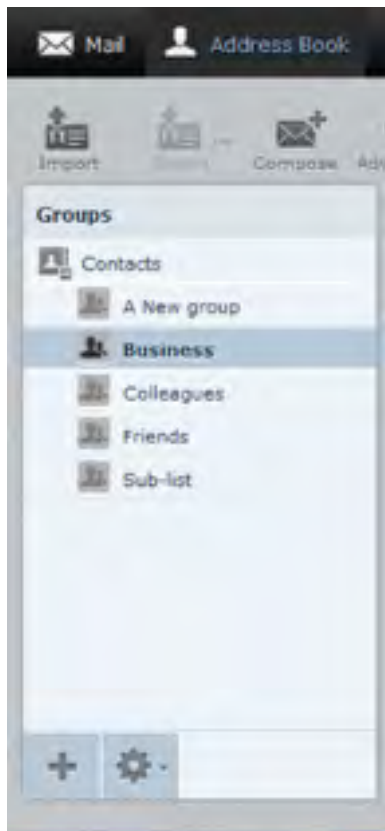 Mail Address Book
Import ... Compose
Groups
Contacts
A New group
Business
Colleagues
Friends
Sub-list